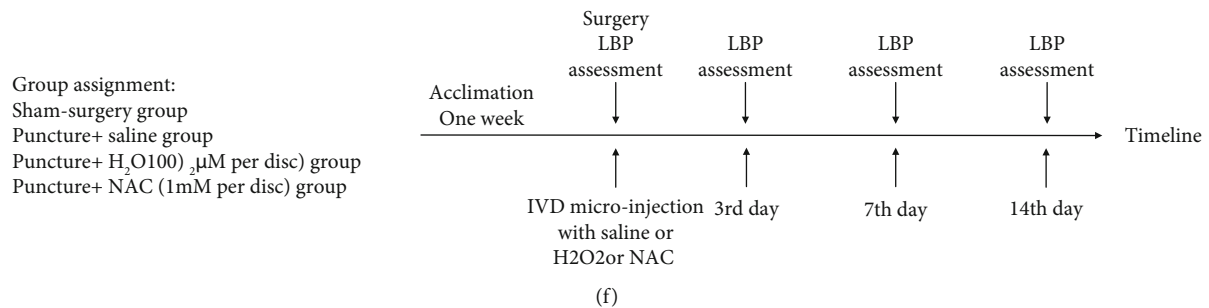 Group assignment:
Sham-surgery group
Puncture+ saline group
Puncture+ H₂O100) ₂μM per disc) group
Puncture+ NAC (1mM per disc) group
Acclimation
One week
Surgery
LBP
assessment
LBP
assessment
LBP
assessment
LBP
assessment
Timeline
IVD micro-injection
with saline or
H2O2or NAC
3rd day
7th day
14th day
(f)